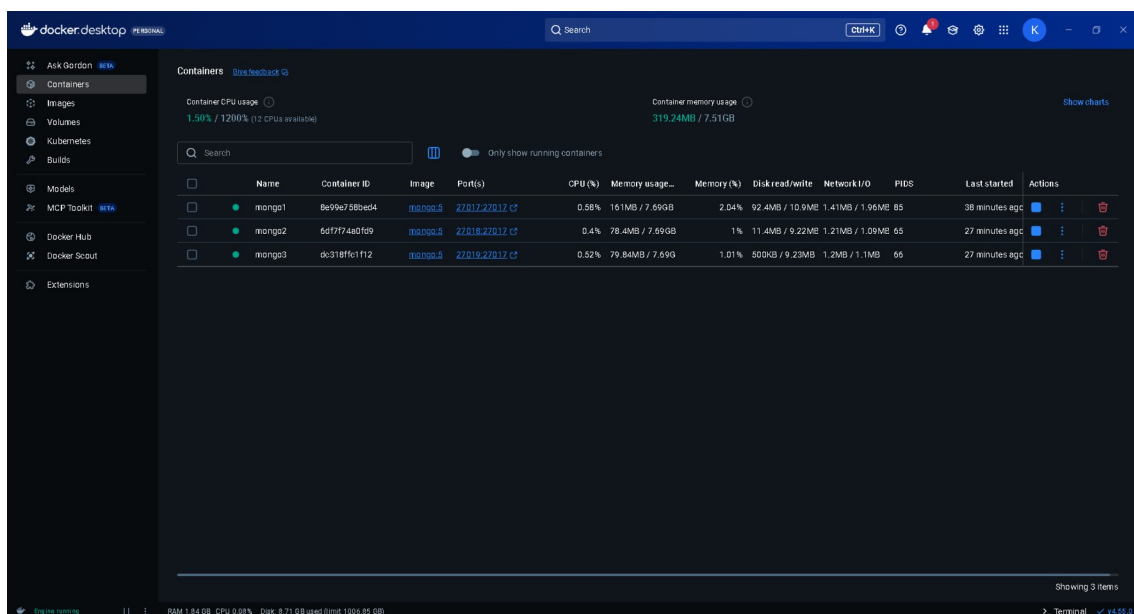 docker.desktop PERSONAL
Search
Ctrl+K
1
K
Ask Gordon BETA
Containers
Images
Volumes
Kubernetes
Builds
Models
MCP Toolkit BETA
Docker Hub
Docker Scout
Extensions
Containers Give feedback
Container CPU usage
1.50% / 1200% (12 CPUs available)
Container memory usage
319.24MB / 7.51GB
Show charts
Search
Only show running containers
Name Container ID Image Port(s) CPU (%) Memory usage... Memory (%) Disk read/write Network I/O PIDS Last started Actions
mongo1 8e99e758bed4 mongo:5 27017:27017 0.58% 161MB / 7.69GB 2.04% 92.4MB / 10.9MB 1.41MB / 1.96MB 85 38 minutes ago
mongo2 6df7f74a0fd9 mongo:5 27018:27017 0.4% 78.4MB / 7.69GB 1% 11.4MB / 9.22MB 1.21MB / 1.09MB 65 27 minutes ago
mongo3 dc318ffc1f12 mongo:5 27019:27017 0.52% 79.84MB / 7.69G 1.01% 500KB / 9.23MB 1.2MB / 1.1MB 66 27 minutes ago
Showing 3 items
Engine running
RAM 1.84 GB CPU 0.08% Disk: 8.71 GB used (limit 1006.85 GB)
Terminal
v4.55.0